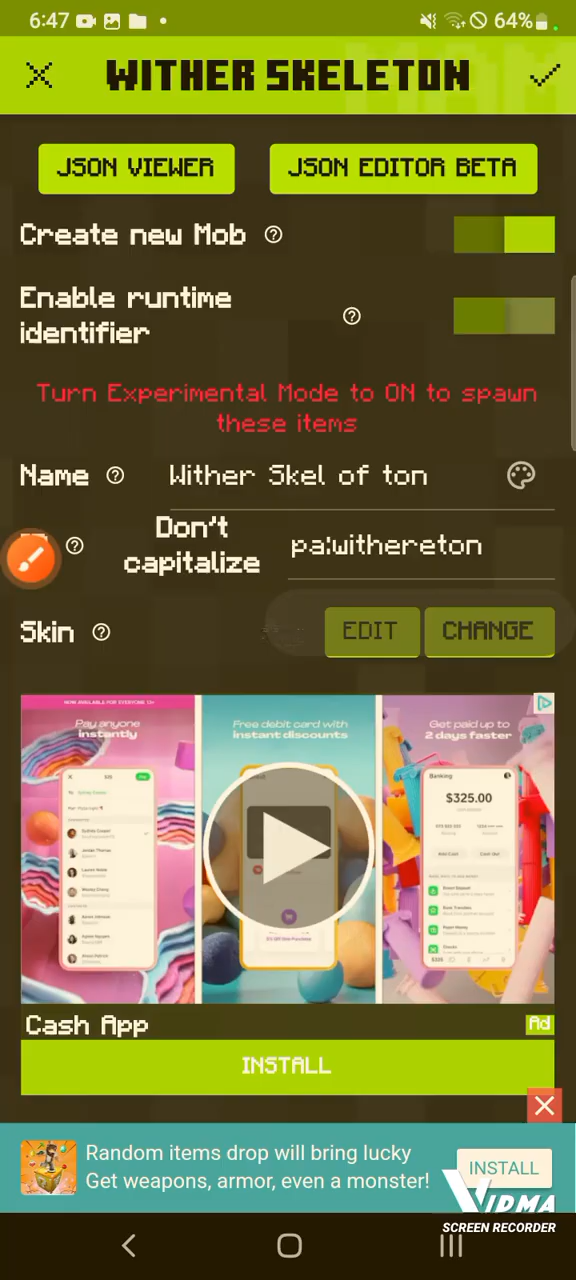 6:47
64%
WITHER SKELETON
JSON VIEWER
JSON EDITOR BETA
Create new Mob
Enable runtime
identifier
Turn Experimental Mode to ON to spawn
these items
Name
Wither Skel of ton
Don't
capitalize
pa:withereton
Skin
EDIT
CHANGE
Pay anyone
instantly
Free debit card with
instant discounts
Get paid up to
2 days faster
Banking
$325.00
Cash App
Ad
INSTALL
Random items drop will bring lucky
Get weapons, armor, even a monster!
INSTALL
VIDMA
SCREEN RECORDER